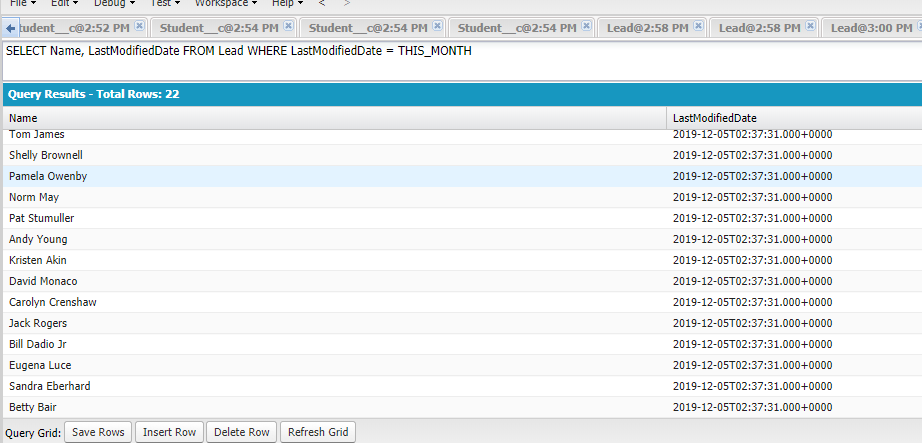 File Edit Debug Test Workspace Help < >
Student__c@2:52 PM Student__c@2:54 PM Student__c@2:54 PM Student__c@2:54 PM Lead@2:58 PM Lead@2:58 PM Lead@3:00 PM
SELECT Name, LastModifiedDate FROM Lead WHERE LastModifiedDate = THIS_MONTH
Query Results - Total Rows: 22
Name LastModifiedDate
Tom James 2019-12-05T02:37:31.000+0000
Shelly Brownell 2019-12-05T02:37:31.000+0000
Pamela Owenby 2019-12-05T02:37:31.000+0000
Norm May 2019-12-05T02:37:31.000+0000
Pat Stumuller 2019-12-05T02:37:31.000+0000
Andy Young 2019-12-05T02:37:31.000+0000
Kristen Akin 2019-12-05T02:37:31.000+0000
David Monaco 2019-12-05T02:37:31.000+0000
Carolyn Crenshaw 2019-12-05T02:37:31.000+0000
Jack Rogers 2019-12-05T02:37:31.000+0000
Bill Dadio Jr 2019-12-05T02:37:31.000+0000
Eugena Luce 2019-12-05T02:37:31.000+0000
Sandra Eberhard 2019-12-05T02:37:31.000+0000
Betty Bair 2019-12-05T02:37:31.000+0000
Query Grid: Save Rows Insert Row Delete Row Refresh Grid